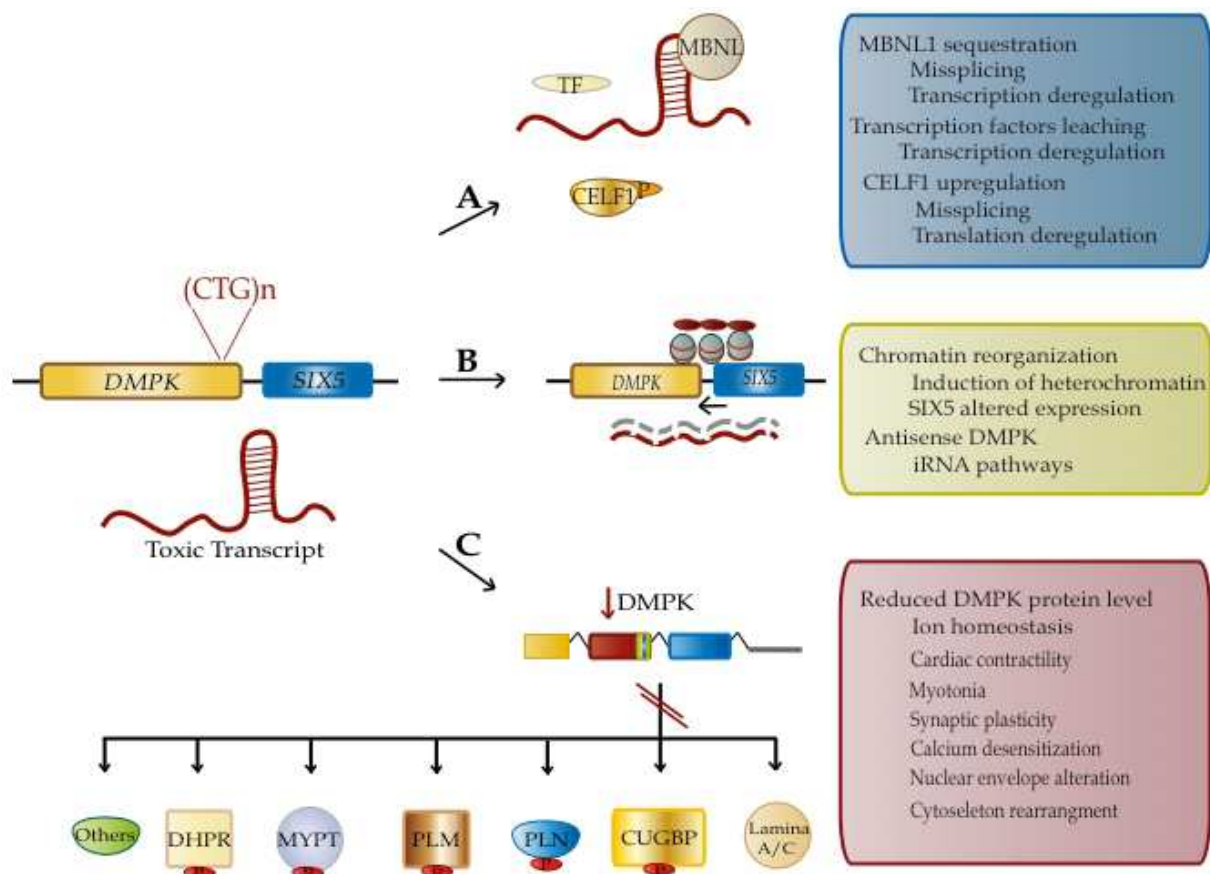 MBNL
TF
CELF1
P
A
MBNL1 sequestration
Missplicing
Transcription deregulation
Transcription factors leaching
Transcription deregulation
CELF1 upregulation
Missplicing
Translation deregulation
(CTG)n
DMPK
SIX5
B
DMPK
SIX5
Chromatin reorganization
Induction of heterochromatin
SIX5 altered expression
Antisense DMPK
iRNA pathways
Toxic Transcript
C
DMPK
Reduced DMPK protein level
Ion homeostasis
Cardiac contractility
Myotonia
Synaptic plasticity
Calcium desensitization
Nuclear envelope alteration
Cytoseleton rearrangment
Others
DHPR
P
MYPT
P
PLM
P
PLN
P
CUGBP
P
Lamina
A/C